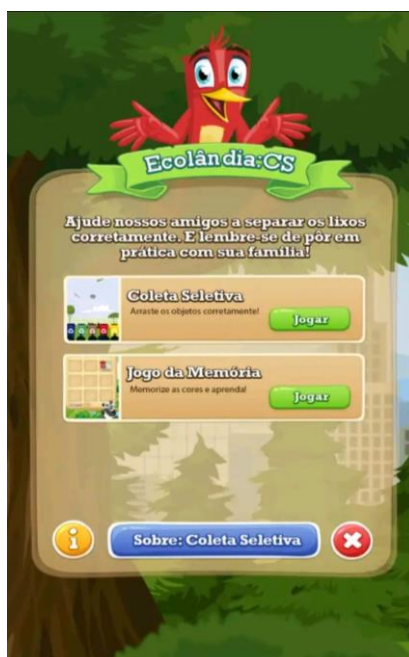 Ecolândia:CS
Ajude nossos amigos a separar os lixos
corretamente. E lembre-se de pôr em
prática com sua família!
Coleta Seletiva
Arraste os objetos corretamente!
Jogar
Jogo da Memória
Memorize as cores e aprenda!
Jogar
i
Sobre: Coleta Seletiva